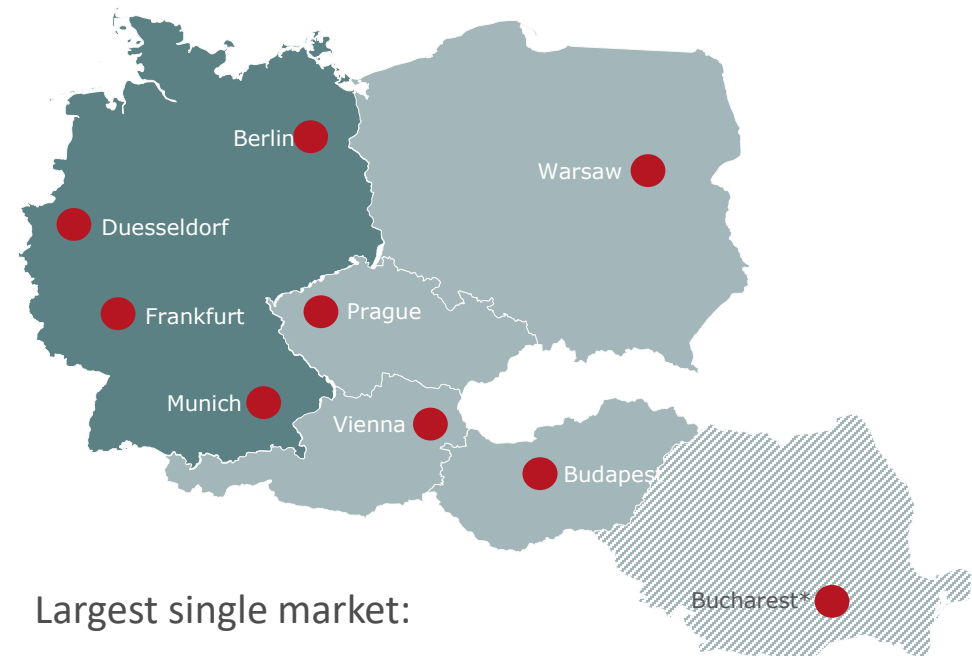 Berlin
Warsaw
Duesseldorf
Frankfurt
Prague
Munich
Vienna
Budapest
Bucharest*
Largest single market: